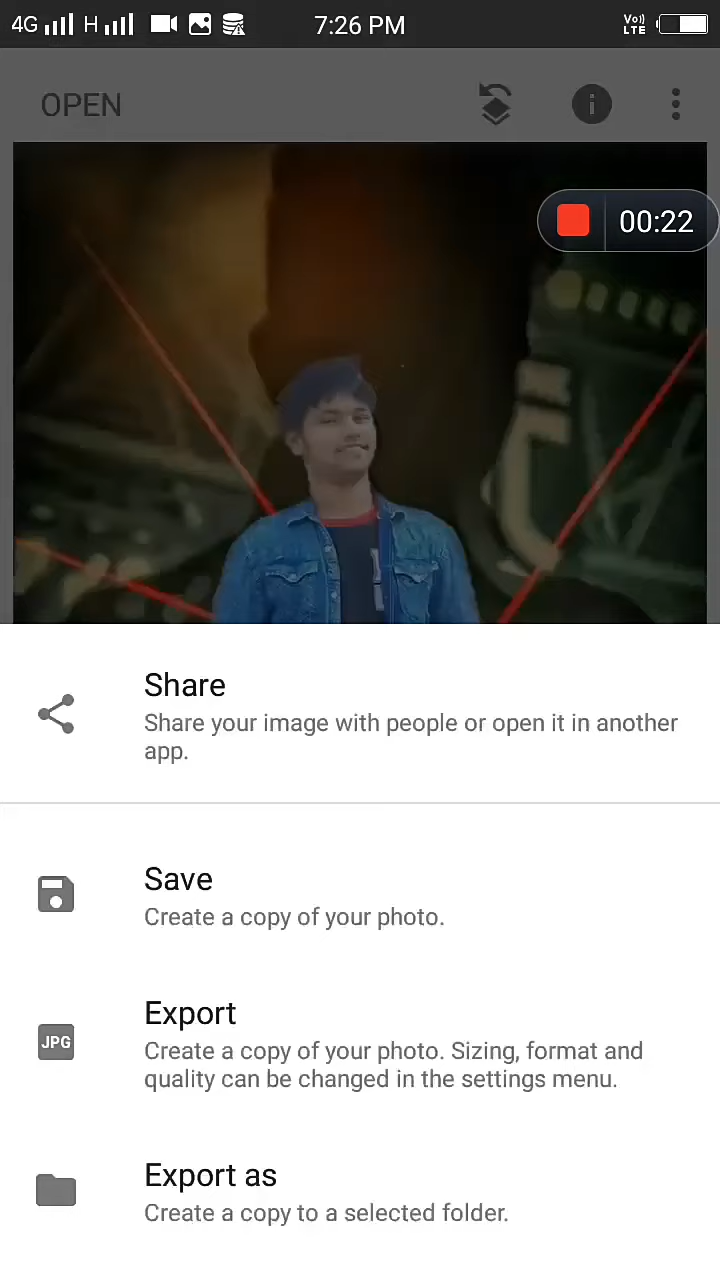 4G H 7:26 PM Vo)) LTE
OPEN
00:22
Share
Share your image with people or open it in another
app.
Save
Create a copy of your photo.
JPG
Export
Create a copy of your photo. Sizing, format and
quality can be changed in the settings menu.
Export as
Create a copy to a selected folder.